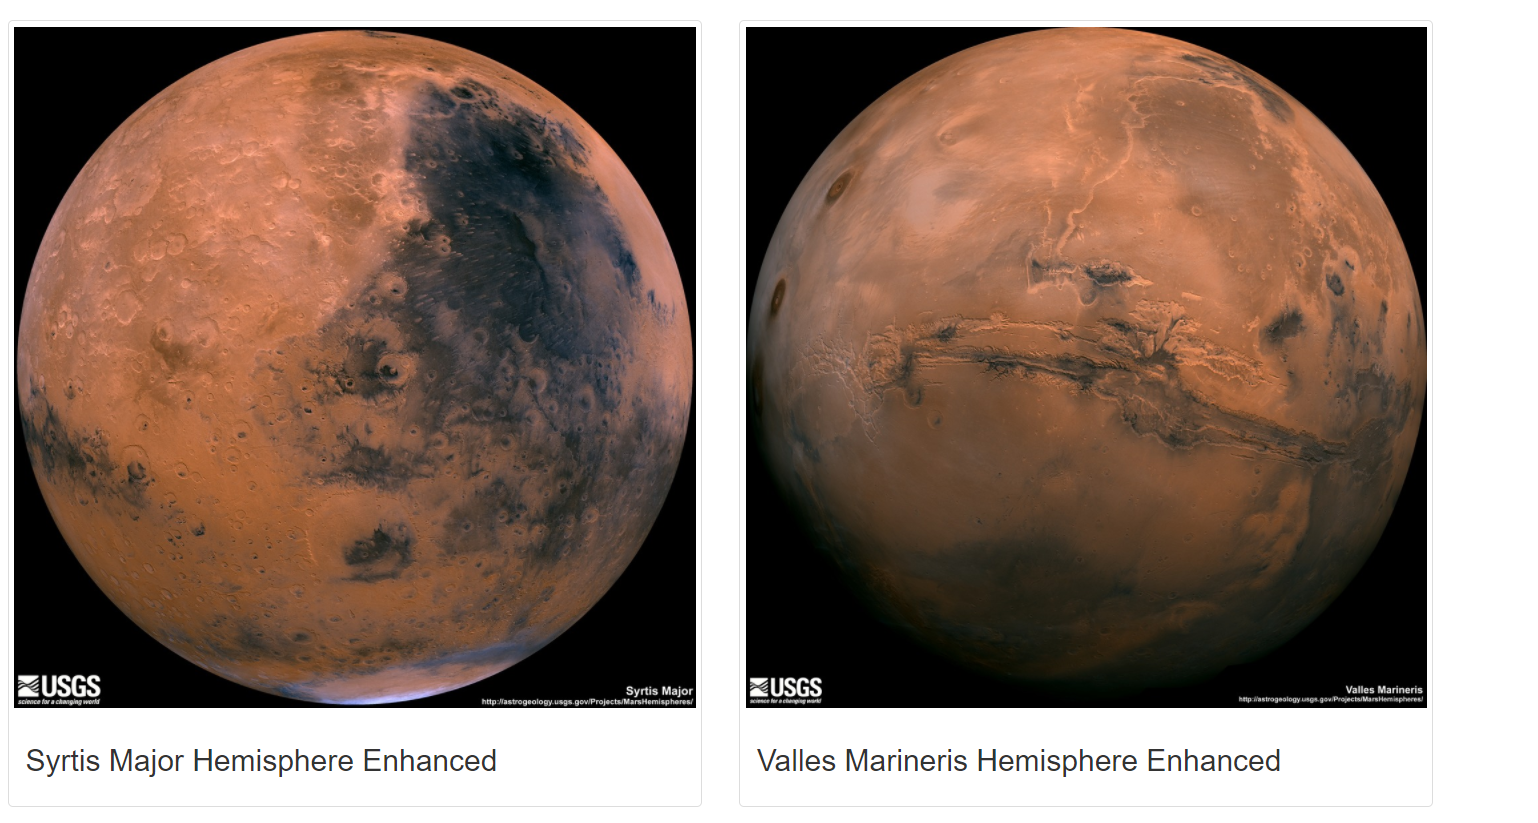 USGS
science for a changing world
Syrtis Major
http://astrogeology.usgs.gov/Projects/MarsHemispheres/
Syrtis Major Hemisphere Enhanced
USGS
science for a changing world
Valles Marineris
http://astrogeology.usgs.gov/Projects/MarsHemispheres/
Valles Marineris Hemisphere Enhanced